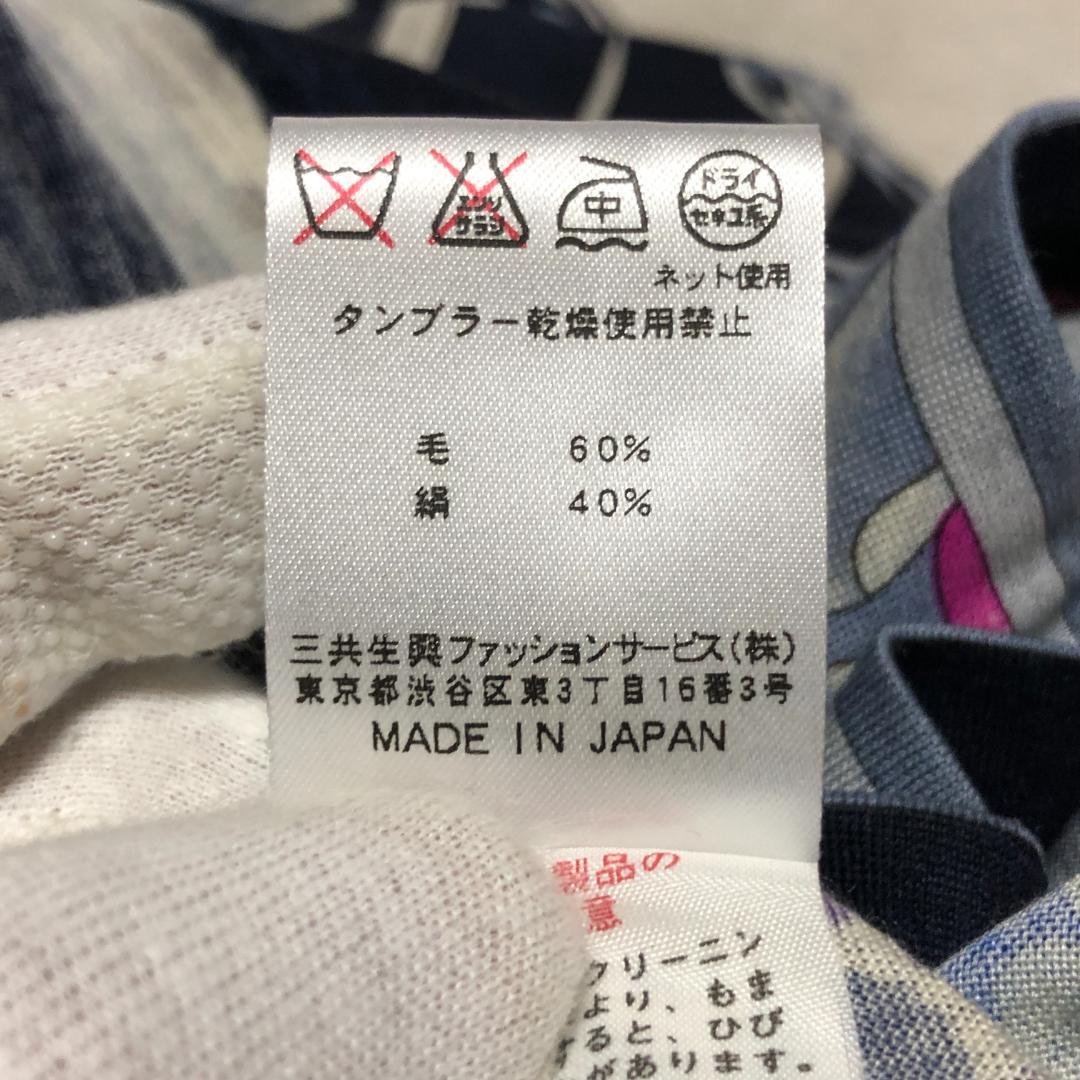 エンソ
サラシ
中
ドライ
セキユ系
ネット使用
タンブラー乾燥使用禁止
毛 60%
絹 40%
三共生興ファッションサービス(株)
東京都渋谷区東3丁目16番3号
MADE IN JAPAN
製品の
意
クリーニン
より、もま
ると、ひび
があります。